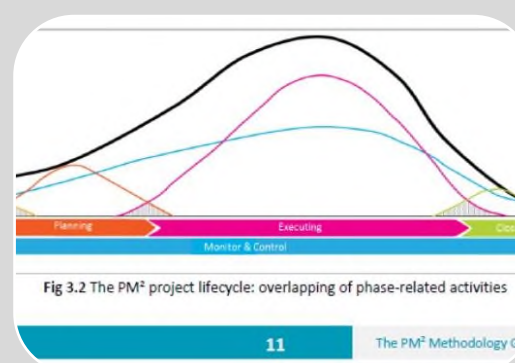 Planning
Executing
Clos
Monitor & Control
Fig 3.2 The PM² project lifecycle: overlapping of phase-related activities
11
The PM² Methodology G